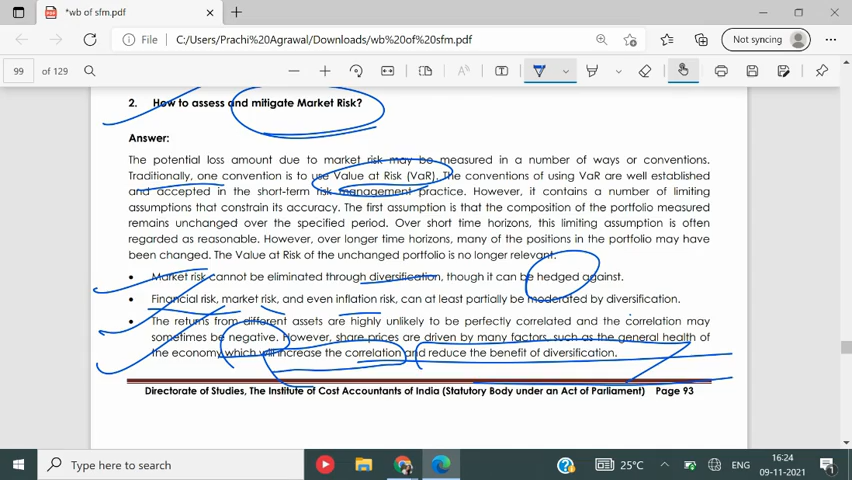 *wb of sfm.pdf
File C:/Users/Prachi%20Agrawal/Downloads/wb%20of%20sfm.pdf Not syncing
99 of 129
2. How to assess and mitigate Market Risk?
Answer:
The potential loss amount due to market risk may be measured in a number of ways or conventions.
Traditionally, one convention is to use Value at Risk (VaR). The conventions of using VaR are well established
and accepted in the short-term risk management practice. However, it contains a number of limiting
assumptions that constrain its accuracy. The first assumption is that the composition of the portfolio measured
remains unchanged over the specified period. Over short time horizons, this limiting assumption is often
regarded as reasonable. However, over longer time horizons, many of the positions in the portfolio may have
been changed. The Value at Risk of the unchanged portfolio is no longer relevant.
• Market risk cannot be eliminated through diversification, though it can be hedged against.
• Financial risk, market risk, and even inflation risk, can at least partially be moderated by diversification.
• The returns from different assets are highly unlikely to be perfectly correlated and the correlation may
sometimes be negative. However, share prices are driven by many factors, such as the general health of
the economy which will increase the correlation and reduce the benefit of diversification.
Directorate of Studies, The Institute of Cost Accountants of India (Statutory Body under an Act of Parliament) Page 93
Type here to search
25°C ENG 16:24
09-11-2021